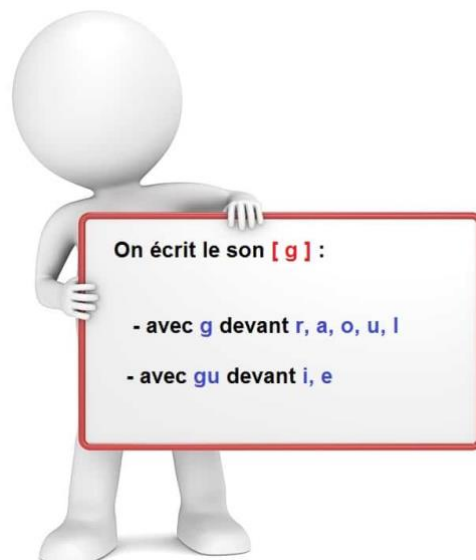 On écrit le son [ g ] :
- avec g devant r, a, o, u, l
- avec gu devant i, e